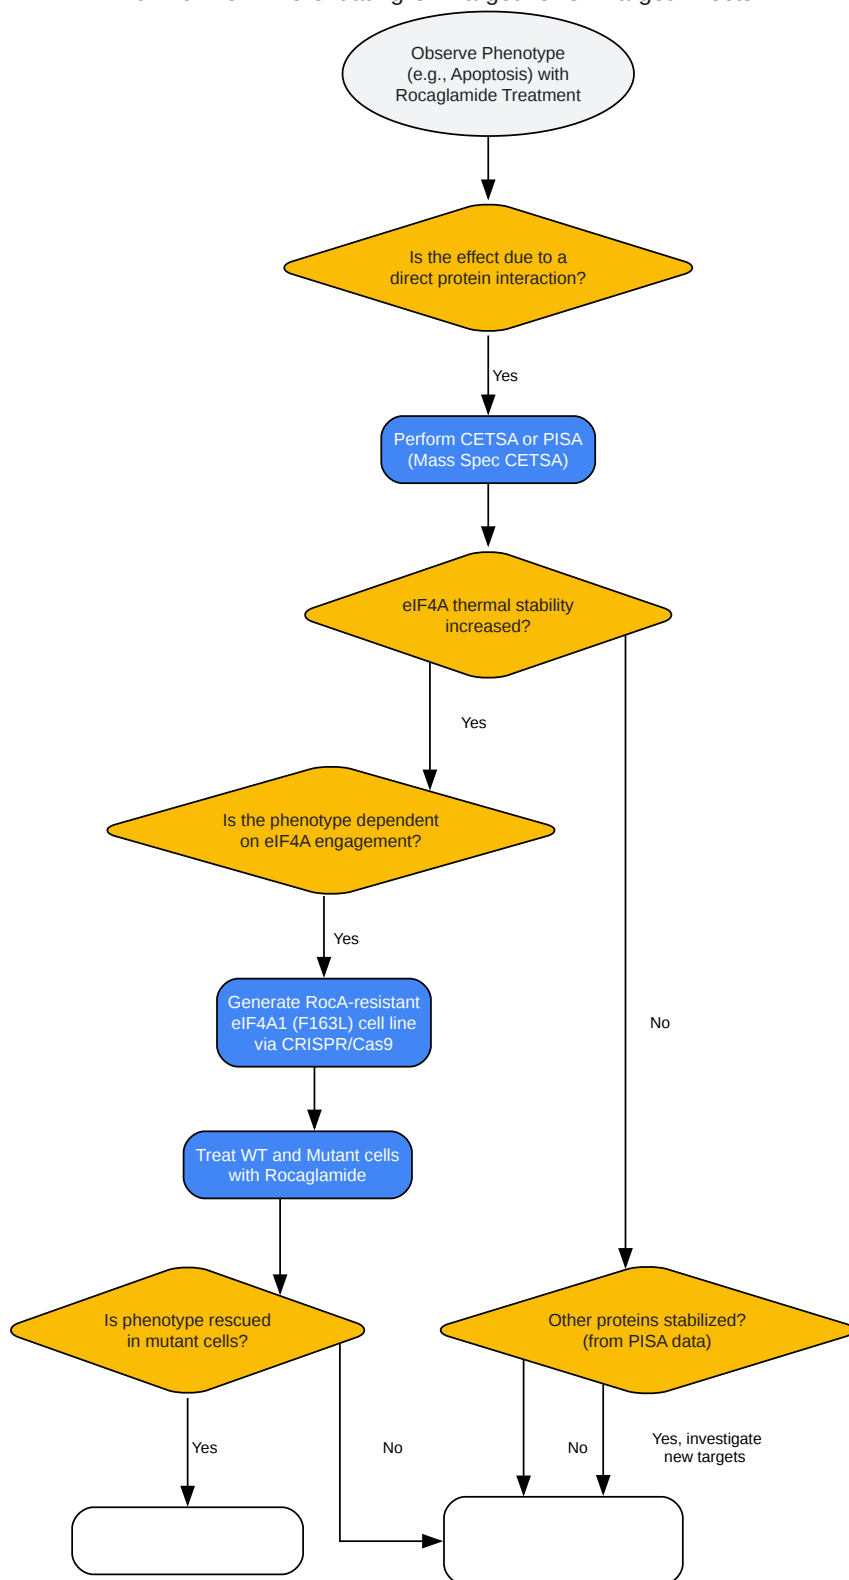 Observe Phenotype
(e.g., Apoptosis) with
Rocaglamide Treatment
Is the effect due to a
direct protein interaction?
Yes
Perform CETSA or PISA
(Mass Spec CETSA)
eIF4A thermal stability
increased?
Yes
Is the phenotype dependent
on eIF4A engagement?
Yes
Generate RocA-resistant
eIF4A1 (F163L) cell line
via CRISPR/Cas9
No
Treat WT and Mutant cells
with Rocaglamide
Is phenotype rescued
in mutant cells?
Other proteins stabilized?
(from PISA data)
Yes
No
No
Yes, investigate
new targets